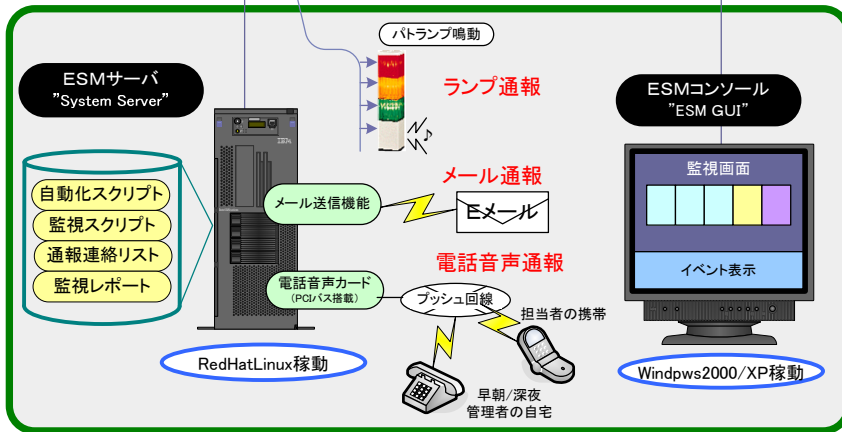 パトランプ鳴動
ESMサーバ
"System Server"
ランプ通報
ESMコンソール
"ESM GUI"
IBM
自動化スクリプト
監視スクリプト
通報連絡リスト
監視レポート
メール送信機能
メール通報
Eメール
監視画面
イベント表示
電話音声通報
電話音声カード
(PCIバス搭載)
プッシュ回線
担当者の携帯
RedHatLinux稼動
早朝/深夜
管理者の自宅
Windpws2000/XP稼動